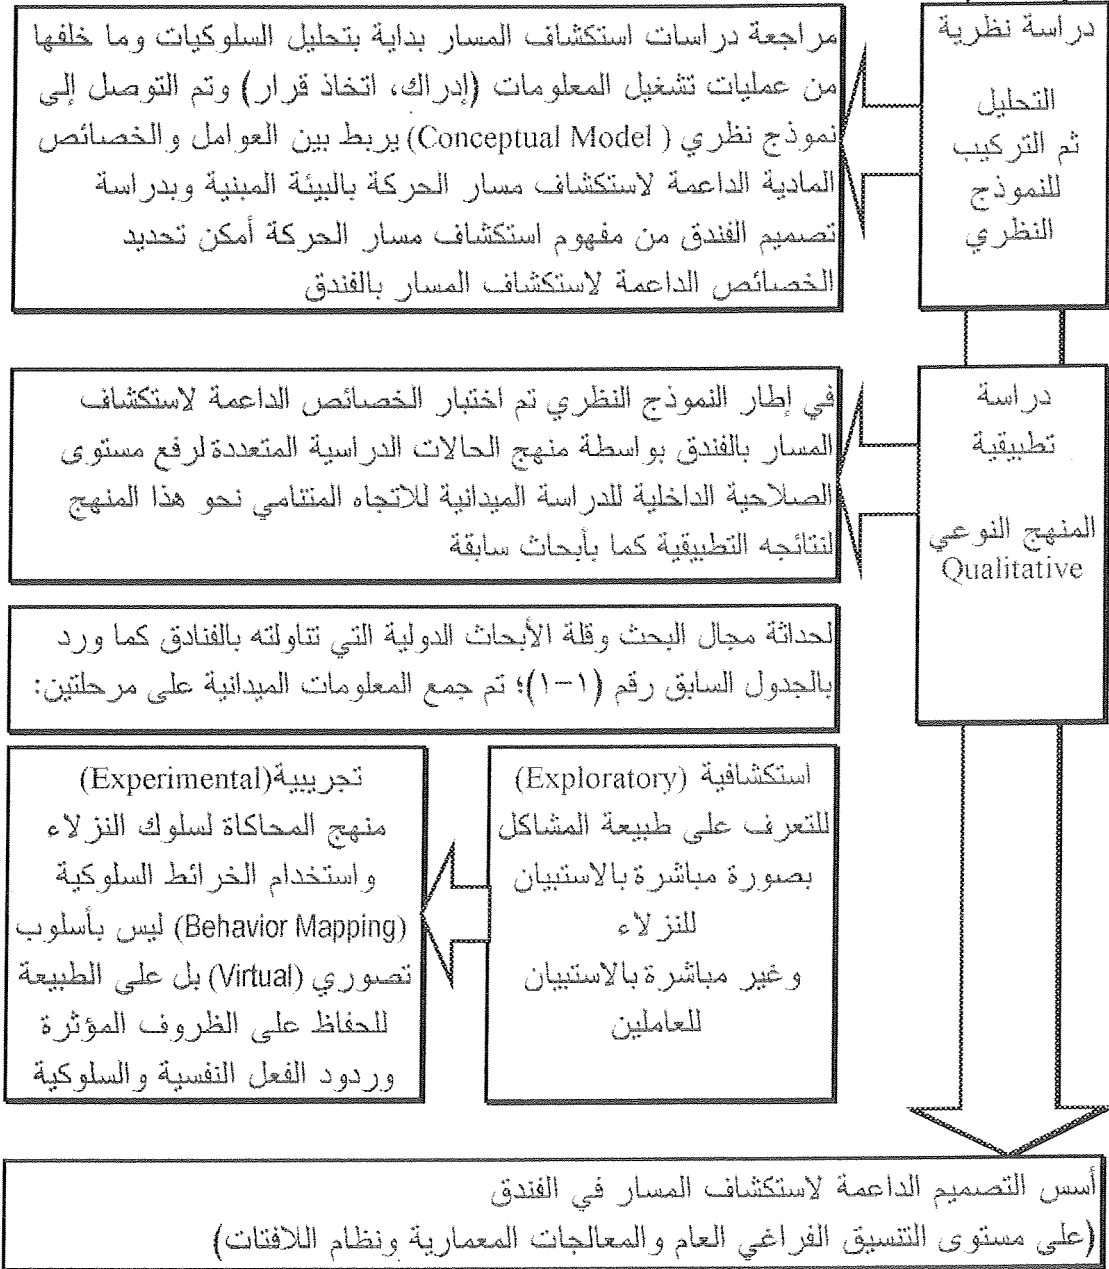 دراسة نظرية
التحليل
ثم التركيب
للنموذج
النظري
مراجعة دراسات استكشاف المسار بداية بتحليل السلوكيات وما خلفها
من عمليات تشغيل المعلومات (إدراك، اتخاذ قرار) وتم التوصل إلى
نموذج نظري (Conceptual Model) يربط بين العوامل والخصائص
المادية الداعمة لاستكشاف مسار الحركة بالبيئة المبنية وبدراسة
تصميم الفندق من مفهوم استكشاف مسار الحركة أمكن تحديد
الخصائص الداعمة لاستكشاف المسار بالفندق
دراسة
تطبيقية
المنهج النوعي
Qualitative
في إطار النموذج النظري تم اختبار الخصائص الداعمة لاستكشاف
المسار بالفندق بواسطة منهج الحالات الدراسية المتعددة لرفع مستوى
الصلاحية الداخلية للدراسة الميدانية للاتجاه المتنامي نحو هذا المنهج
لنتائجه التطبيقية كما بأبحاث سابقة
لحداثة مجال البحث وقلة الأبحاث الدولية التي تناولته بالفنادق كما ورد
بالجدول السابق رقم (١-١)؛ تم جمع المعلومات الميدانية على مرحلتين:
استكشافية (Exploratory)
للتعرف على طبيعة المشاكل
بصورة مباشرة بالاستبيان
للنزلاء
وغير مباشرة بالاستبيان
للعاملين
تجريبية(Experimental)
منهج المحاكاة لسلوك النزلاء
واستخدام الخرائط السلوكية
(Behavior Mapping) ليس بأسلوب
تصوري (Virtual) بل على الطبيعة
للحفاظ على الظروف المؤثرة
وردود الفعل النفسية والسلوكية
أسس التصميم الداعمة لاستكشاف المسار في الفندق
(على مستوى التنسيق الفراغي العام والمعالجات المعمارية ونظام اللافتات)